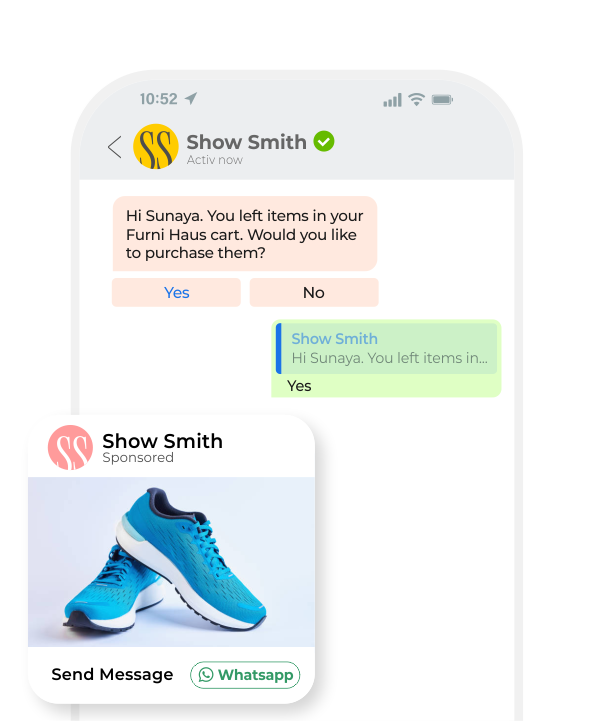 10:52
SS
Show Smith
Activ now
Hi Sunaya. You left items in your
Furni Haus cart. Would you like
to purchase them?
Yes
No
Show Smith
Hi Sunaya. You left items in...
Yes
SS
Show Smith
Sponsored
Send Message
Whatsapp